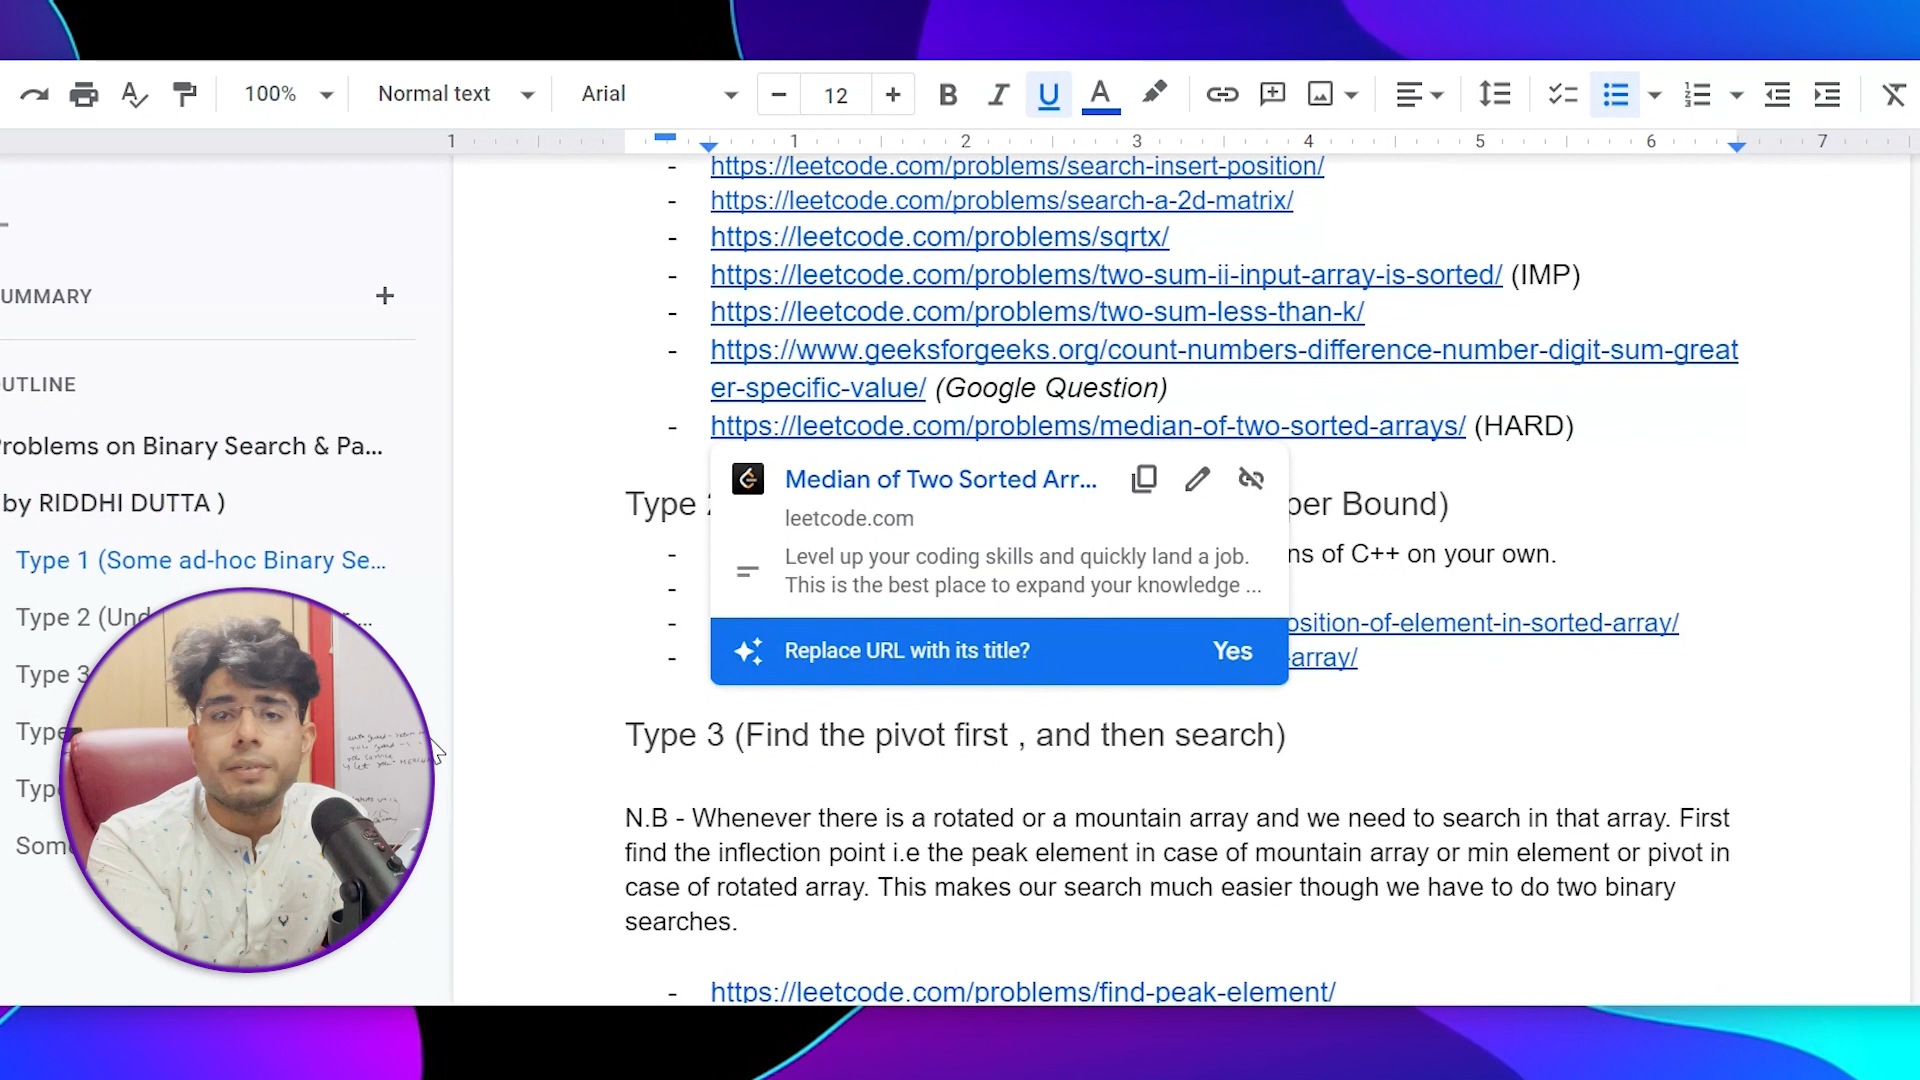 100%
Normal text
Arial
12
B
I
U
A
1
1
2
3
4
5
6
7
- https://leetcode.com/problems/search-insert-position/
- https://leetcode.com/problems/search-a-2d-matrix/
- https://leetcode.com/problems/sqrtx/
- https://leetcode.com/problems/two-sum-ii-input-array-is-sorted/ (IMP)
- https://leetcode.com/problems/two-sum-less-than-k/
- https://www.geeksforgeeks.org/count-numbers-difference-number-digit-sum-great
er-specific-value/ (Google Question)
- https://leetcode.com/problems/median-of-two-sorted-arrays/ (HARD)
Median of Two Sorted Arr...
leetcode.com
Level up your coding skills and quickly land a job.
This is the best place to expand your knowledge ...
Replace URL with its title?
Yes
Type
per Bound)
ns of C++ on your own.
osition-of-element-in-sorted-array/
array/
Type 3 (Find the pivot first , and then search)
N.B - Whenever there is a rotated or a mountain array and we need to search in that array. First
find the inflection point i.e the peak element in case of mountain array or min element or pivot in
case of rotated array. This makes our search much easier though we have to do two binary
searches.
- https://leetcode.com/problems/find-peak-element/
UMMARY
UTLINE
roblems on Binary Search & Pa...
by RIDDHI DUTTA )
Type 1 (Some ad-hoc Binary Se...
Type 2 (Und
Type 3
Type
Typ
Som